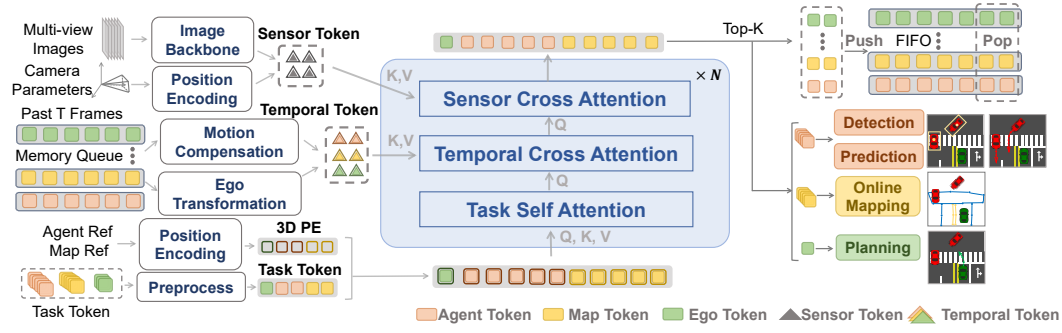 Multi-view
Images
Image
Backbone
Sensor Token
Camera
Parameters
Position
Encoding
Past T Frames
Temporal Token
Motion
Compensation
Memory Queue
Ego
Transformation
Agent Ref
Map Ref
Position
Encoding
3D PE
Preprocess
Task Token
Task Token
× N
K,V
Sensor Cross Attention
Q
K,V
Temporal Cross Attention
Q
Task Self Attention
Q, K, V
Top-K
Push
FIFO
Pop
Detection
Prediction
Online
Mapping
Planning
Agent Token
Map Token
Ego Token
Sensor Token
Temporal Token